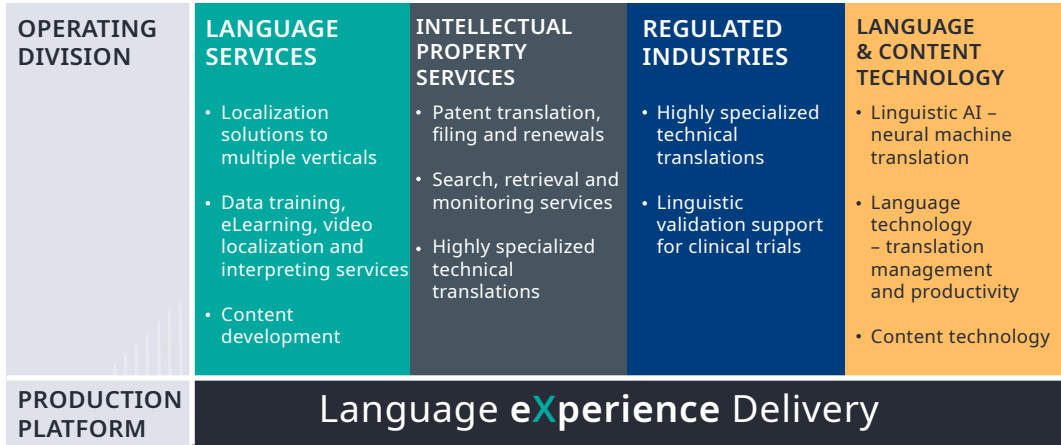 OPERATING
DIVISION
LANGUAGE
SERVICES
• Localization
solutions to
multiple verticals
• Data training,
eLearning, video
localization and
interpreting services
• Content
development
INTELLECTUAL
PROPERTY
SERVICES
• Patent translation,
filing and renewals
• Search, retrieval and
monitoring services
• Highly specialized
technical
translations
REGULATED
INDUSTRIES
• Highly specialized
technical
translations
• Linguistic
validation support
for clinical trials
LANGUAGE
& CONTENT
TECHNOLOGY
• Linguistic AI –
neural machine
translation
• Language
technology
– translation
management
and productivity
• Content technology
PRODUCTION
PLATFORM
Language eXperience Delivery